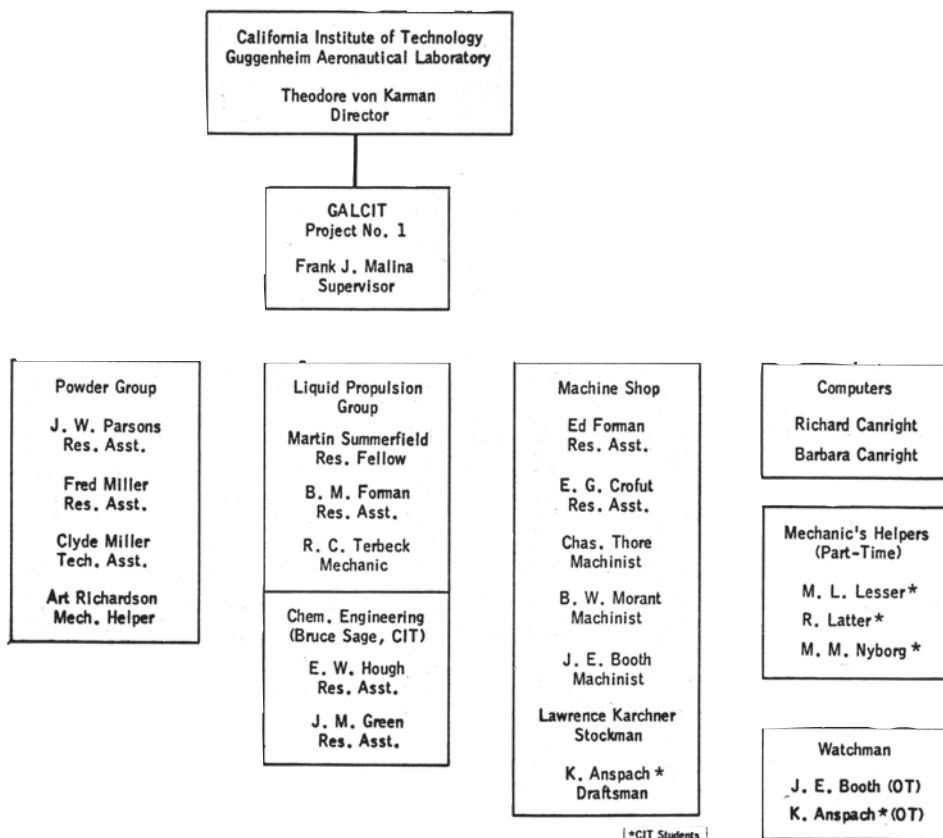 California Institute of Technology
Guggenheim Aeronautical Laboratory
Theodore von Karman
Director
GALCIT
Project No. 1
Frank J. Malina
Supervisor
Powder Group
J. W. Parsons
Res. Asst.
Fred Miller
Res. Asst.
Clyde Miller
Tech. Asst.
Art Richardson
Mech. Helper
Liquid Propulsion
Group
Martin Summerfield
Res. Fellow
B. M. Forman
Res. Asst.
R. C. Terbeck
Mechanic
Chem. Engineering
(Bruce Sage, CIT)
E. W. Hough
Res. Asst.
J. M. Green
Res. Asst.
Machine Shop
Ed Forman
Res. Asst.
E. G. Crofut
Res. Asst.
Chas. Thore
Machinist
B. W. Morant
Machinist
J. E. Booth
Machinist
Lawrence Karchner
Stockman
K. Anspach *
Draftsman
Computers
Richard Canright
Barbara Canright
Mechanic's Helpers
(Part-Time)
M. L. Lesser *
R. Latter *
M. M. Nyborg *
Watchman
J. E. Booth (OT)
K. Anspach * (OT)
*CIT Students